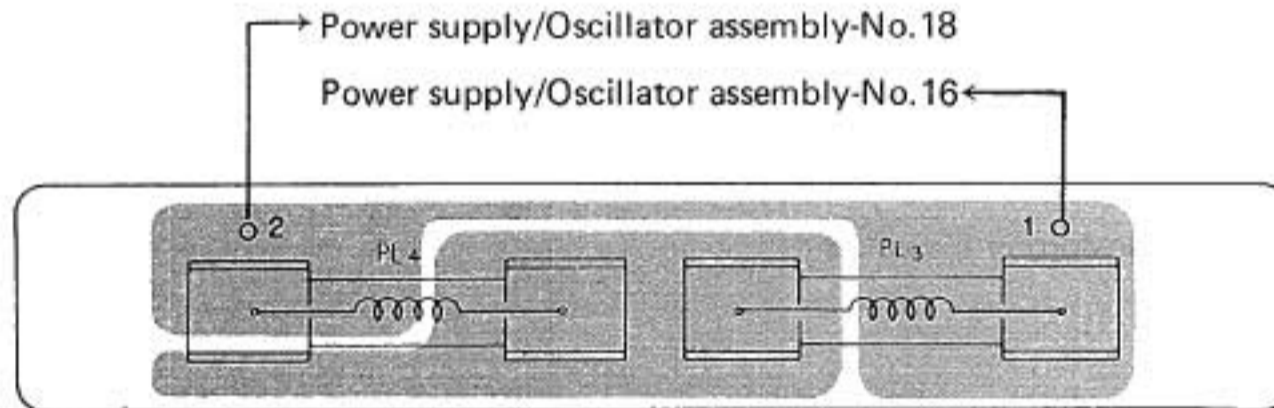 Power supply/Oscillator assembly-No.18
Power supply/Oscillator assembly-No.16
2
1
PL4
PL3